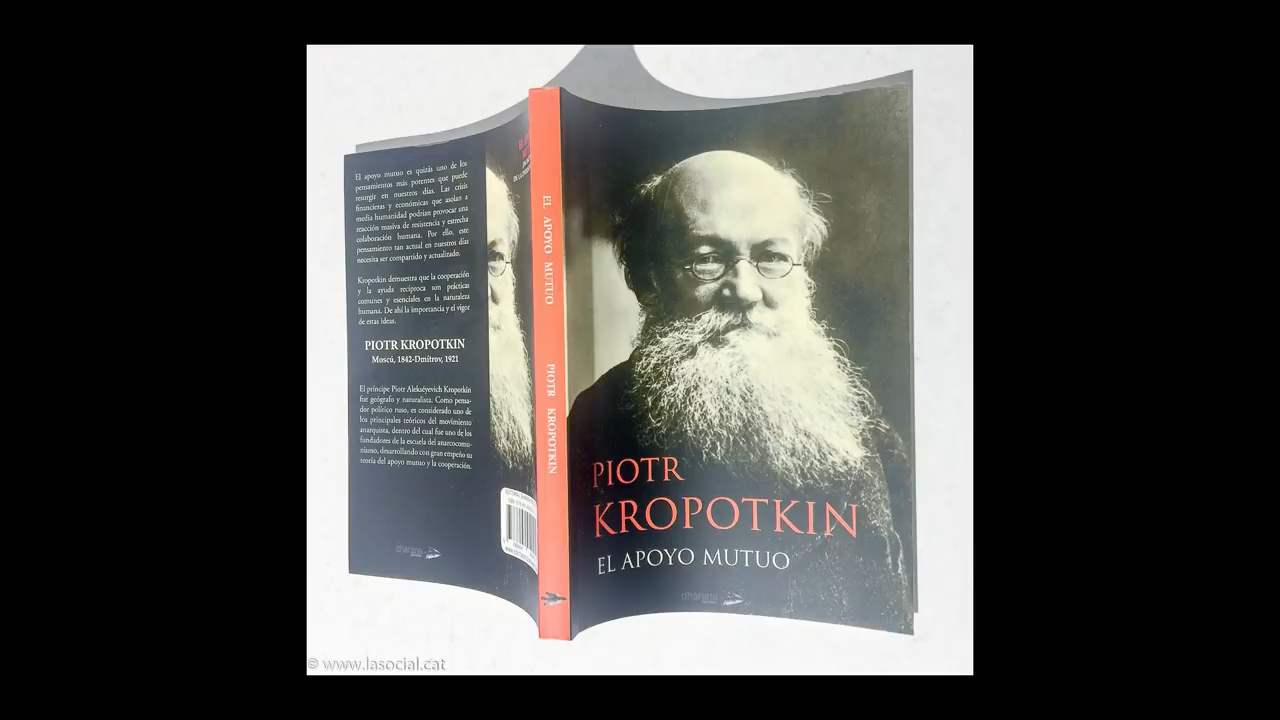 El apoyo mutuo es quizás uno de los
pensamientos más potentes que puede
resurgir en nuestros días. Las crisis
financieras y económicas que asolan a
media humanidad podrían provocar una
reacción masiva de resistencia y estrecha
colaboración humana. Por ello, este
pensamiento tan actual en nuestros días
necesita ser compartido y actualizado.
Kropotkin demuestra que la cooperación
y la ayuda recíproca son prácticas
comunes y esenciales en la naturaleza
humana. De ahí la importancia y el vigor
de estas ideas.
PIOTR KROPOTKIN
Moscú, 1842-Dmítrov, 1921
El príncipe Piotr Alekséyevich Kropotkin
fue geógrafo y naturalista. Como pensa-
dor político ruso, es considerado uno de
los principales teóricos del movimiento
anarquista, dentro del cual fue uno de los
fundadores de la escuela del anarcocomu-
nismo, desarrollando con gran empeño su
teoría del apoyo mutuo y la cooperación.
dharana
EL APOYO MUTUO
PIOTR KROPOTKIN
PIOTR
KROPOTKIN
EL APOYO MUTUO
dharana
© www.lasocial.cat